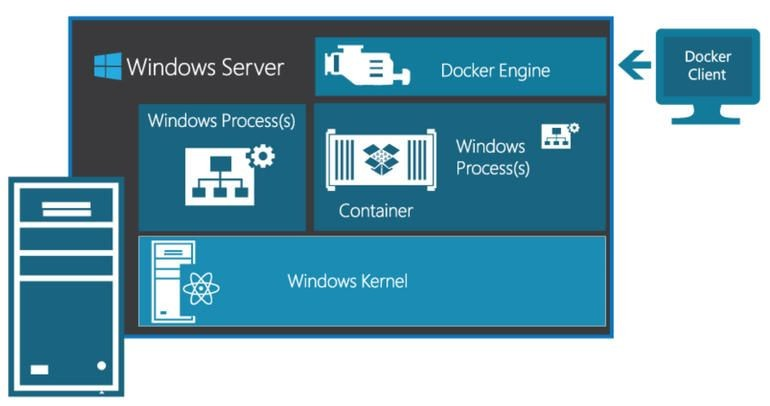 Windows Server
Docker Engine
Docker
Client
Windows Process(s)
Windows
Process(s)
Container
Windows Kernel